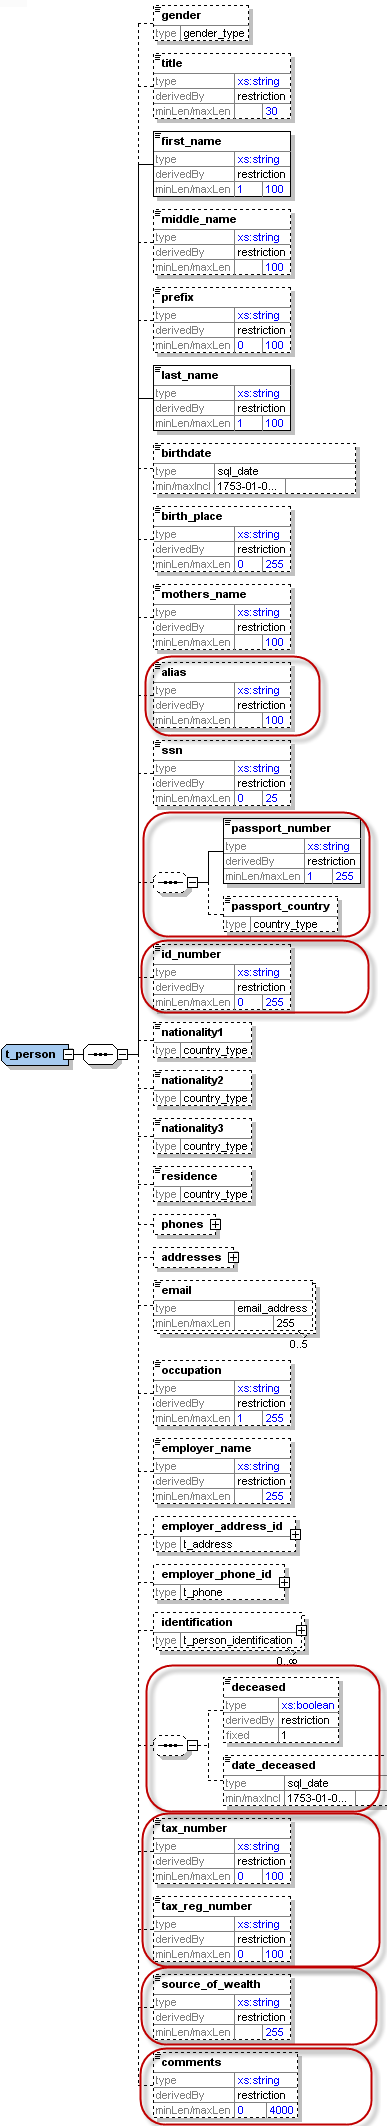 gender
type gender_type
title
type xs:string
derivedBy restriction
minLen/maxLen 30
first_name
type xs:string
derivedBy restriction
minLen/maxLen 1 100
middle_name
type xs:string
derivedBy restriction
minLen/maxLen 100
prefix
type xs:string
derivedBy restriction
minLen/maxLen 0 100
last_name
type xs:string
derivedBy restriction
minLen/maxLen 1 100
birthdate
type sql_date
min/maxIncl 1753-01-0...
birth_place
type xs:string
derivedBy restriction
minLen/maxLen 0 255
mothers_name
type xs:string
derivedBy restriction
minLen/maxLen 100
alias
type xs:string
derivedBy restriction
minLen/maxLen 100
ssn
type xs:string
derivedBy restriction
minLen/maxLen 0 25
passport_number
type xs:string
derivedBy restriction
minLen/maxLen 1 255
passport_country
type country_type
id_number
type xs:string
derivedBy restriction
minLen/maxLen 0 255
t_person
nationality1
type country_type
nationality2
type country_type
nationality3
type country_type
residence
type country_type
phones
addresses
email
type email_address
minLen/maxLen 255
0..5
occupation
type xs:string
derivedBy restriction
minLen/maxLen 1 255
employer_name
type xs:string
derivedBy restriction
minLen/maxLen 255
employer_address_id
type t_address
employer_phone_id
type t_phone
identification
type t_person_identification
0..∞
deceased
type xs:boolean
derivedBy restriction
fixed 1
date_deceased
type sql_date
min/maxIncl 1753-01-0...
tax_number
type xs:string
derivedBy restriction
minLen/maxLen 0 100
tax_reg_number
type xs:string
derivedBy restriction
minLen/maxLen 0 100
source_of_wealth
type xs:string
derivedBy restriction
minLen/maxLen 255
comments
type xs:string
derivedBy restriction
minLen/maxLen 0 4000